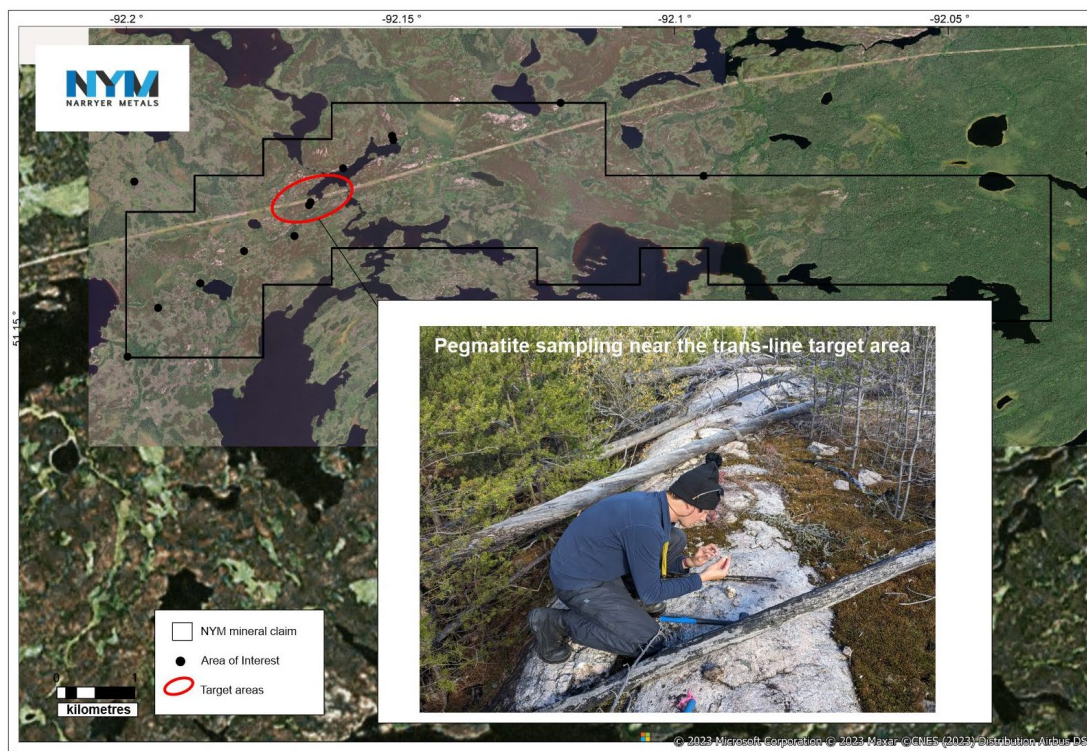 -92.2 °
-92.15 °
-92.1 °
-92.05 °
NYM
NARRYER METALS
51.15 °
Pegmatite sampling near the trans-line target area
NYM mineral claim
Area of Interest
Target areas
0 1
kilometres
© 2023 Microsoft Corporation © 2023 Maxar ©CNES (2023) Distribution Airbus DS